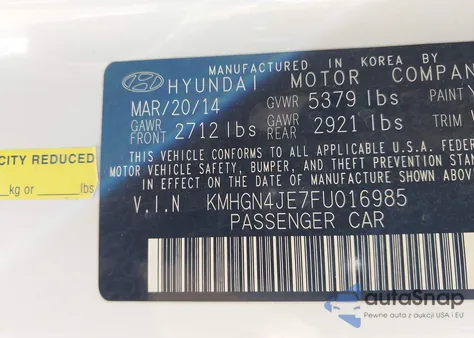 MANUFACTURED IN KOREA BY
HYUNDAI MOTOR COMPAN
MAR/20/14 GVWR 5379 lbs PAINT
GAWR FRONT 2712 lbs GAWR REAR 2921 lbs TRIM
THIS VEHICLE CONFORMS TO ALL APPLICABLE U.S.A. FEDER
MOTOR VEHICLE SAFETY, BUMPER, AND THEFT PREVENTION STAN
IN EFFECT ON THE DATE OF MANUFACTURE SHOWN ABOVE.
V.I.N KMHGN4JE7FU016985
PASSENGER CAR
CITY REDUCED
kg or lbs
autoSnap
Pewne auta z aukcji USA i EU